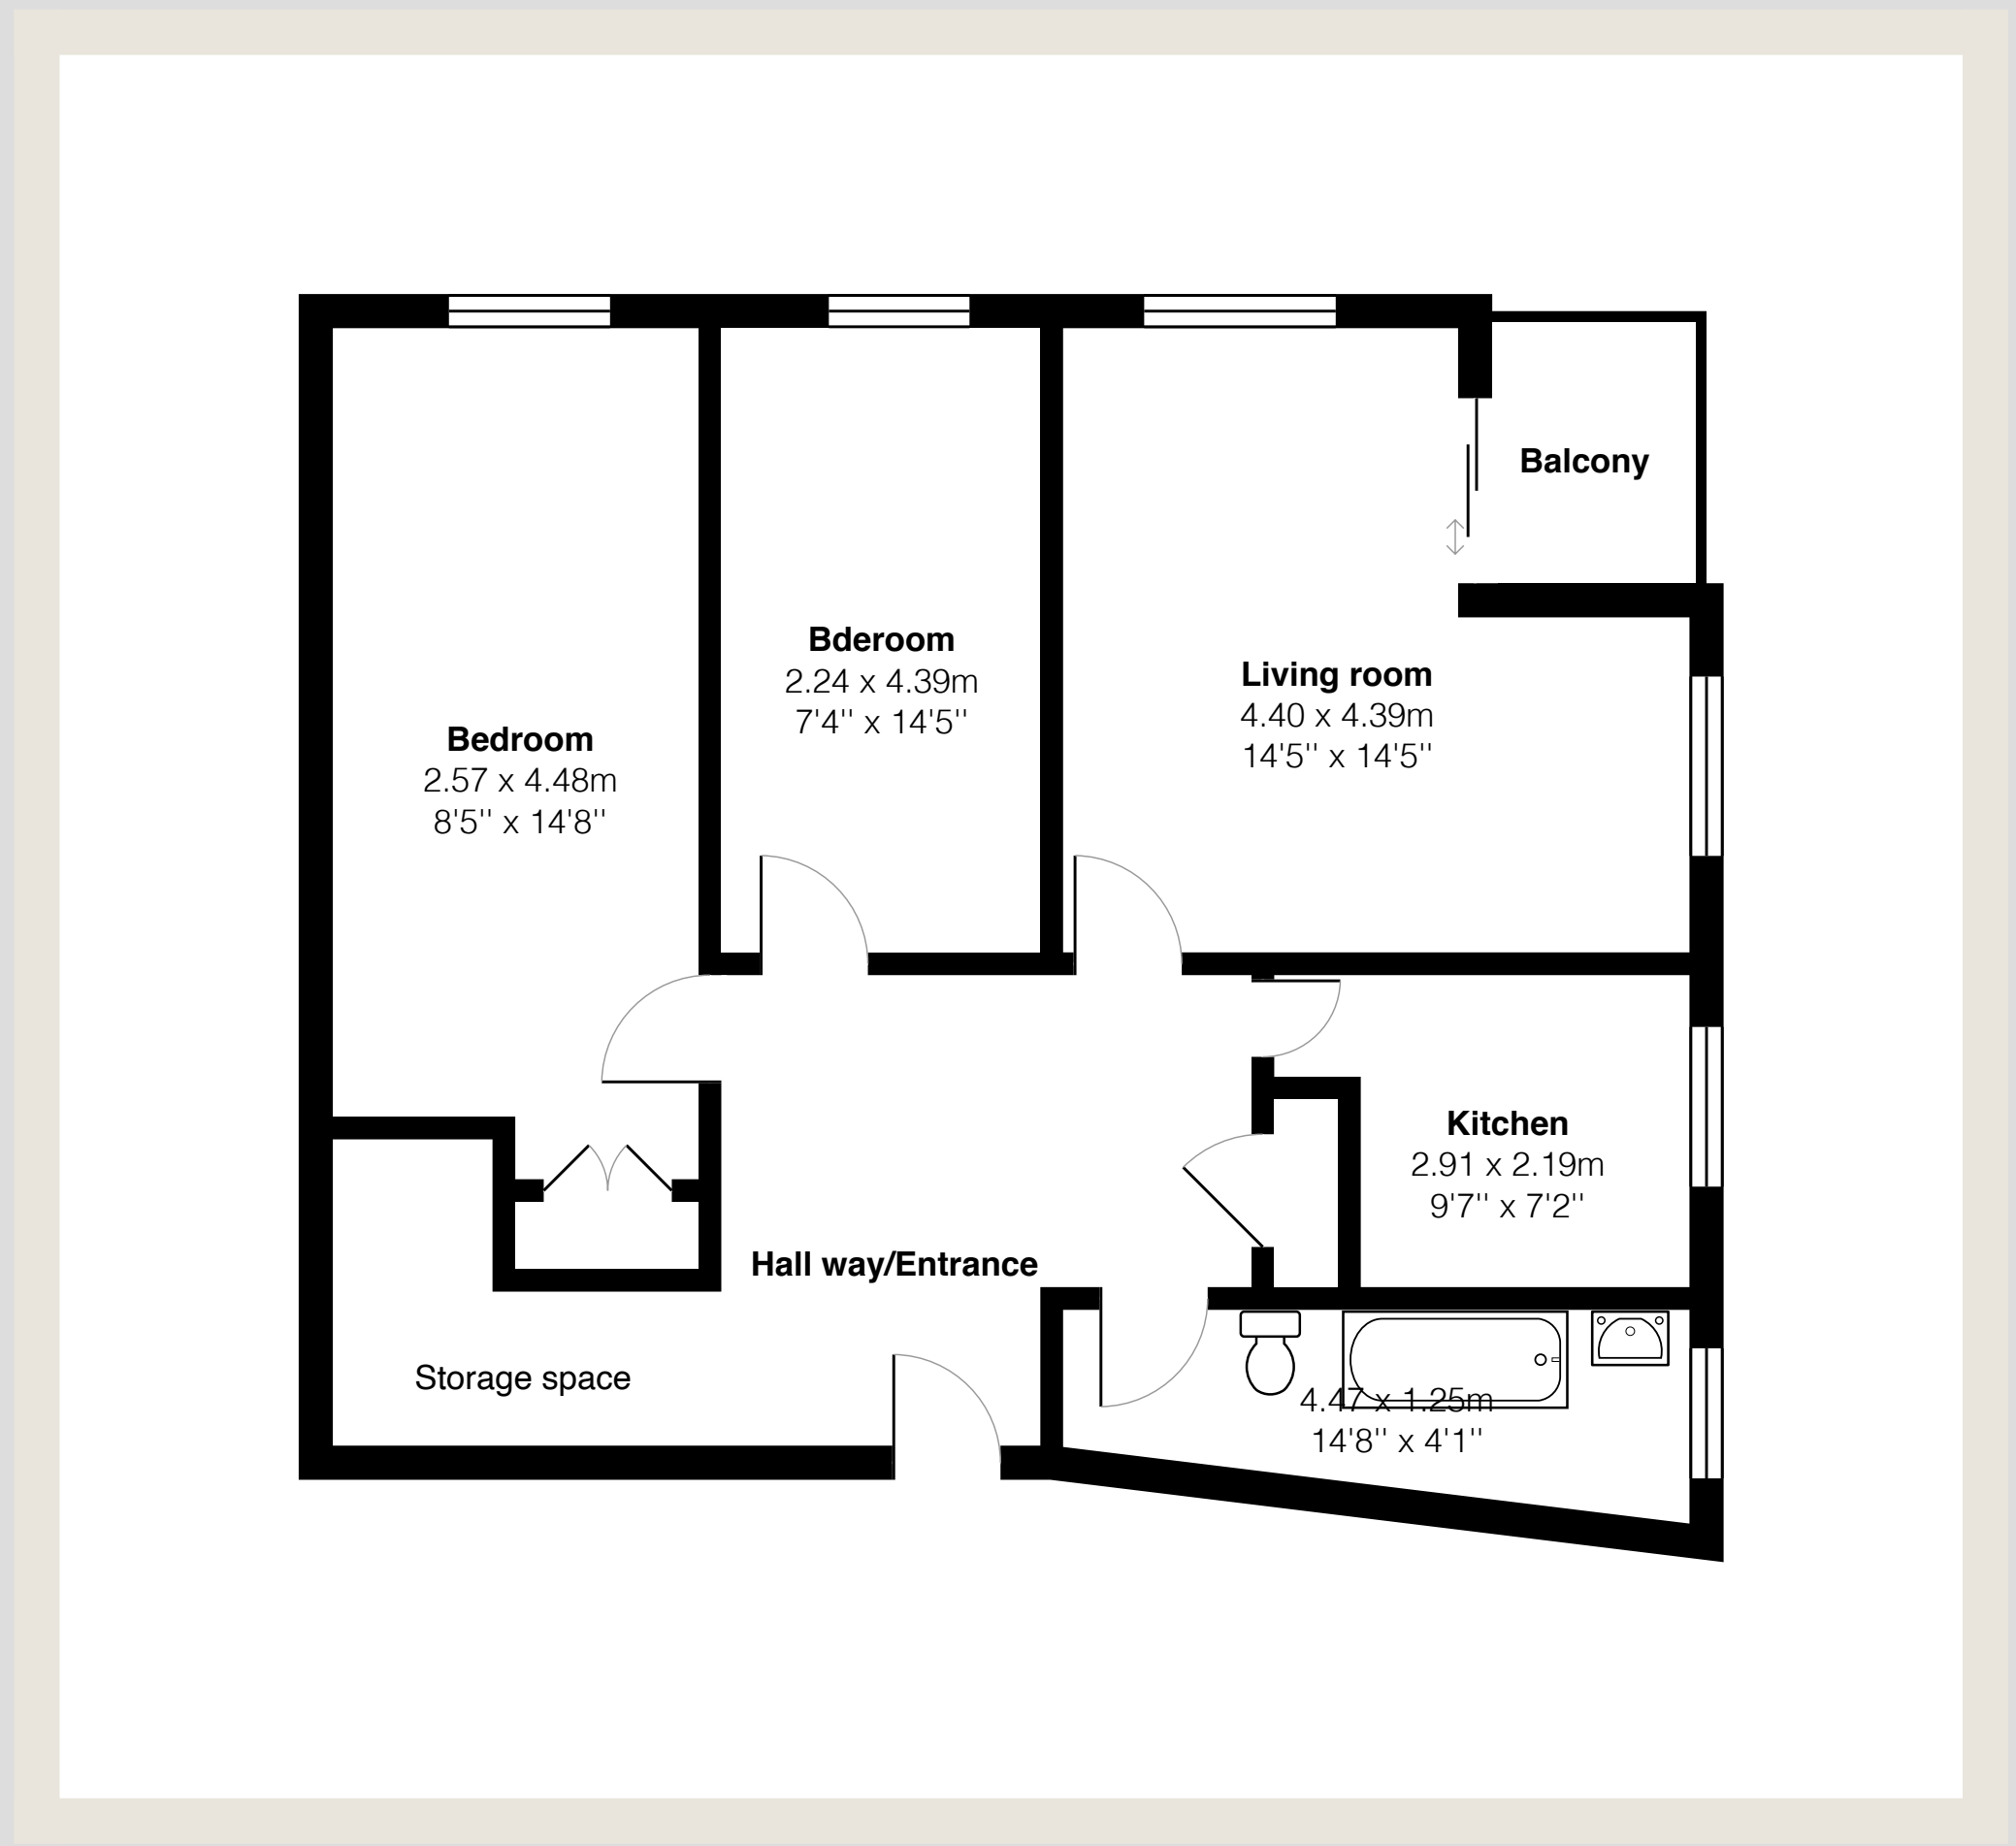 Balcony
Bderoom
2.24 x 4.39m
7'4'' x 14'5''
Living room
4.40 x 4.39m
14'5'' x 14'5''
Bedroom
2.57 x 4.48m
8'5'' x 14'8''
Kitchen
2.91 x 2.19m
9'7'' x 7'2''
Hall way/Entrance
Storage space
4.47 x 1.25m
14'8'' x 4'1''